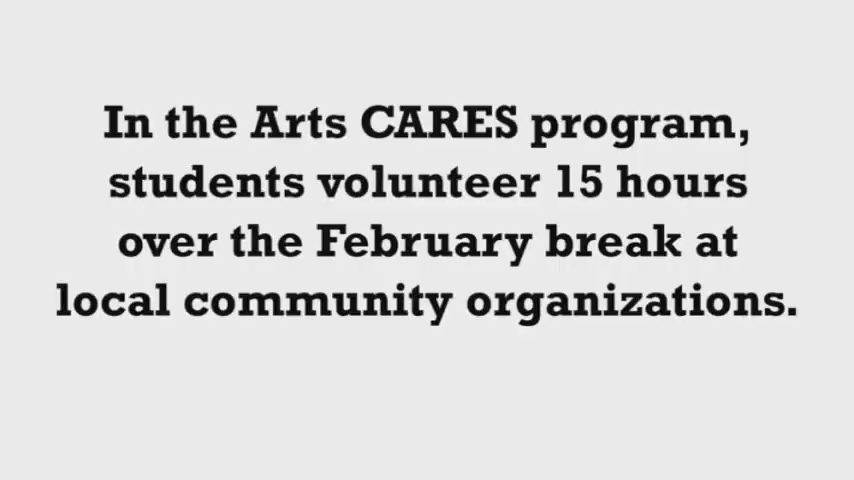 In the Arts CARES program,
students volunteer 15 hours
over the February break at
local community organizations.